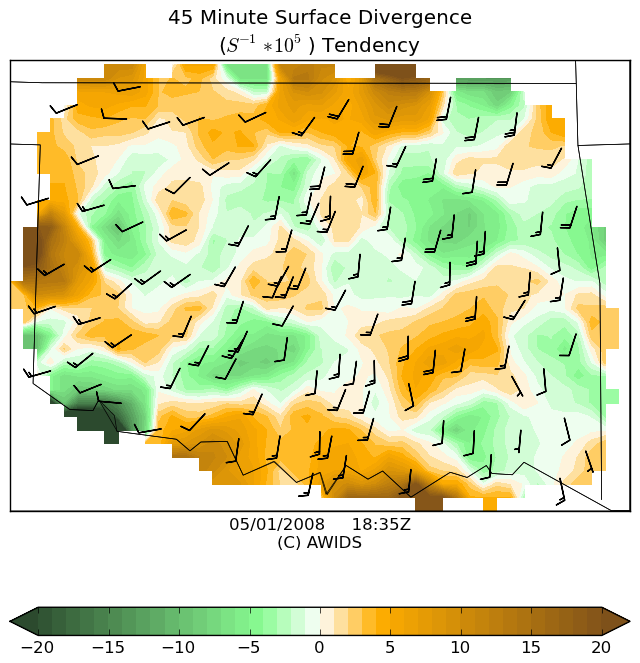 45 Minute Surface Divergence
(S⁻¹ * 10⁵ ) Tendency
05/01/2008 18:35Z
(C) AWIDS
−20 −15 −10 −5 0 5 10 15 20